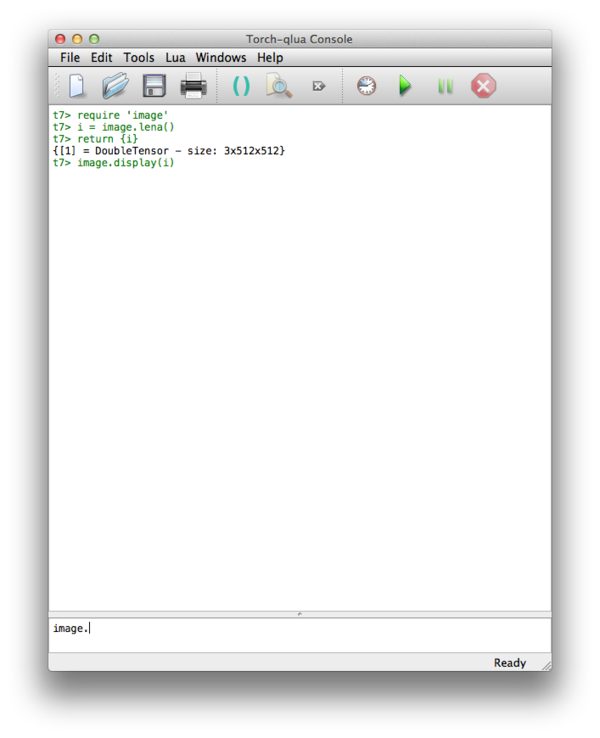 Torch-qlua Console
File Edit Tools Lua Windows Help
t7> require 'image'
t7> i = image.lena()
t7> return {i}
{[1] = DoubleTensor - size: 3x512x512}
t7> image.display(i)
image.
Ready